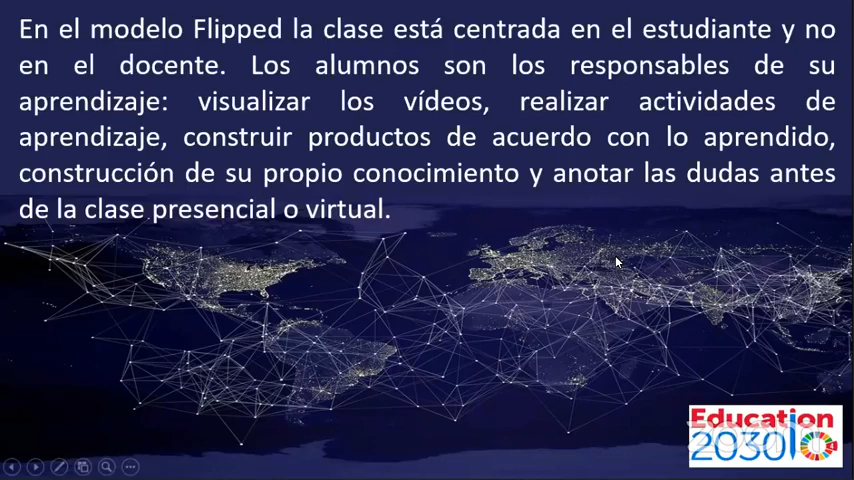 En el modelo Flipped la clase está centrada en el estudiante y no
en el docente. Los alumnos son los responsables de su
aprendizaje: visualizar los vídeos, realizar actividades de
aprendizaje, construir productos de acuerdo con lo aprendido,
construcción de su propio conocimiento y anotar las dudas antes
de la clase presencial o virtual.
Education
2030
zoom